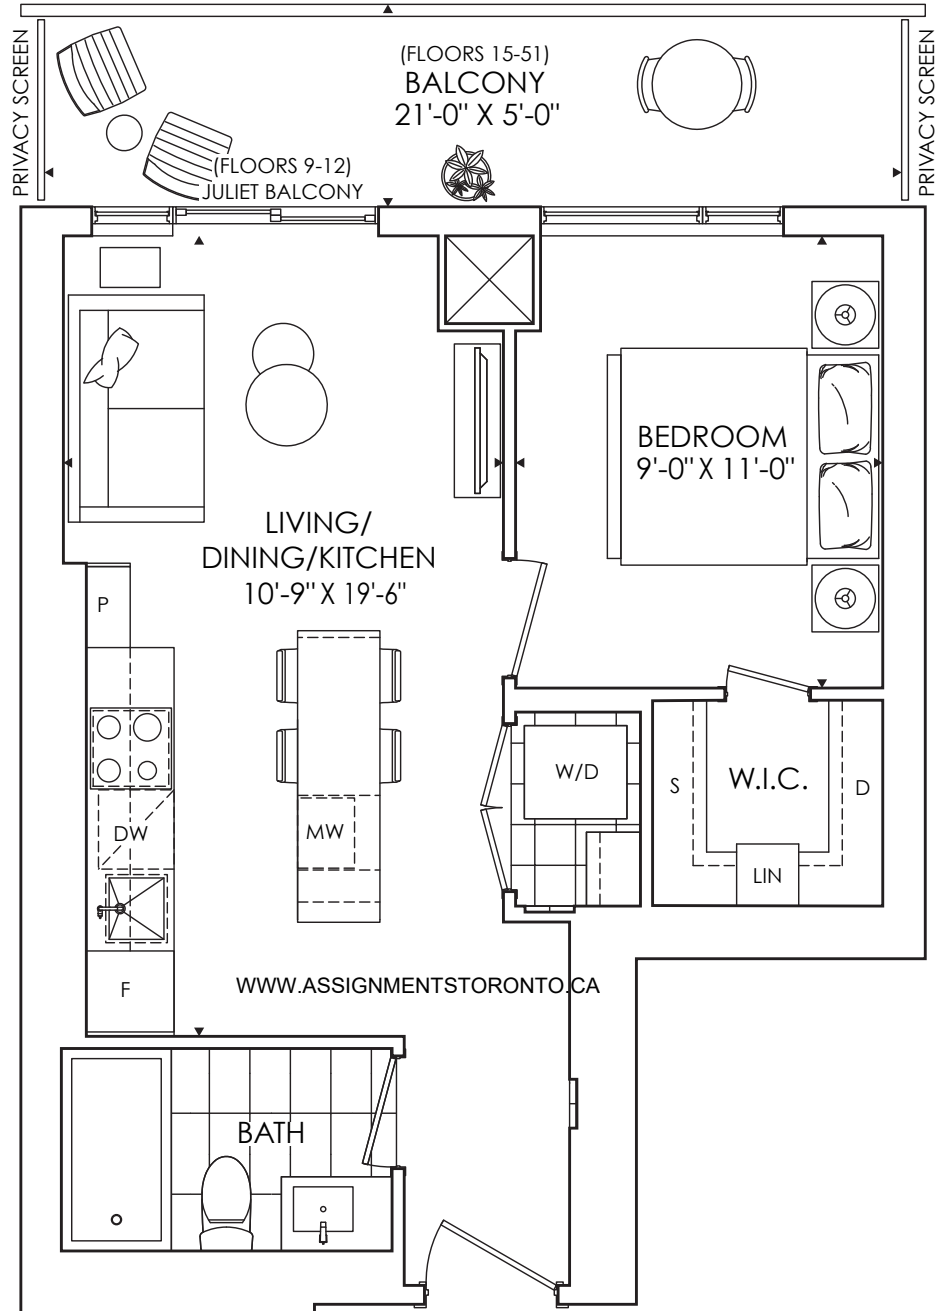 PRIVACY SCREEN
(FLOORS 15-51)
BALCONY
21'-0" X 5'-0"
PRIVACY SCREEN
(FLOORS 9-12)
JULIET BALCONY
BEDROOM
9'-0" X 11'-0"
LIVING/
DINING/KITCHEN
10'-9" X 19'-6"
P
W/D
S
W.I.C.
D
DW
MW
LIN
F
WWW.ASSIGNMENTSTORONTO.CA
BATH